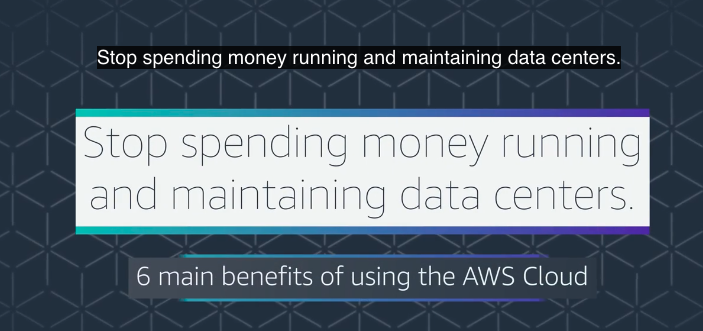 Stop spending money running and maintaining data centers.
Stop spending money running
and maintaining data centers.
6 main benefits of using the AWS Cloud